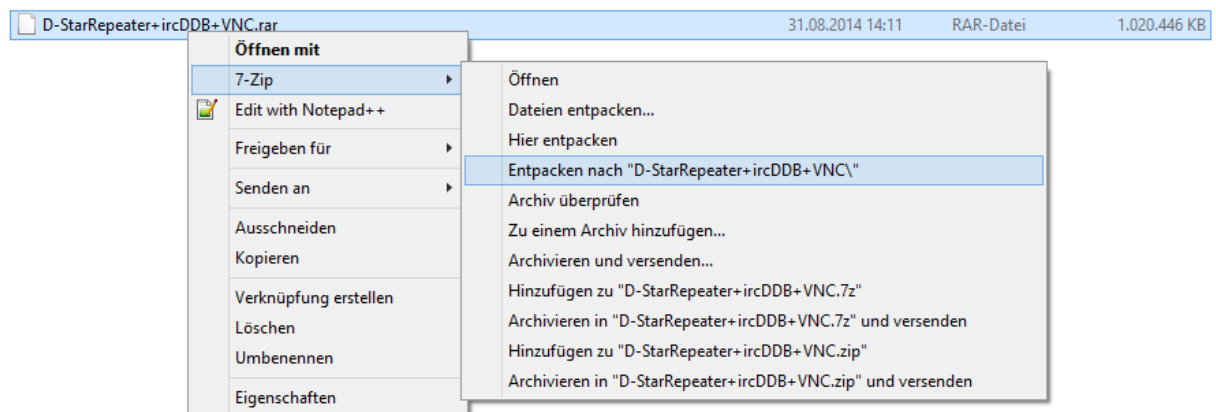 D-StarRepeater+ircDDB+VNC.rar 31.08.2014 14:11 RAR-Datei 1.020.446 KB
Öffnen mit
7-Zip
Edit with Notepad++
Freigeben für
Senden an
Ausschneiden
Kopieren
Verknüpfung erstellen
Löschen
Umbenennen
Eigenschaften
Öffnen
Dateien entpacken...
Hier entpacken
Entpacken nach "D-StarRepeater+ircDDB+VNC\"
Archiv überprüfen
Zu einem Archiv hinzufügen...
Archivieren und versenden...
Hinzufügen zu "D-StarRepeater+ircDDB+VNC.7z"
Archivieren in "D-StarRepeater+ircDDB+VNC.7z" und versenden
Hinzufügen zu "D-StarRepeater+ircDDB+VNC.zip"
Archivieren in "D-StarRepeater+ircDDB+VNC.zip" und versenden